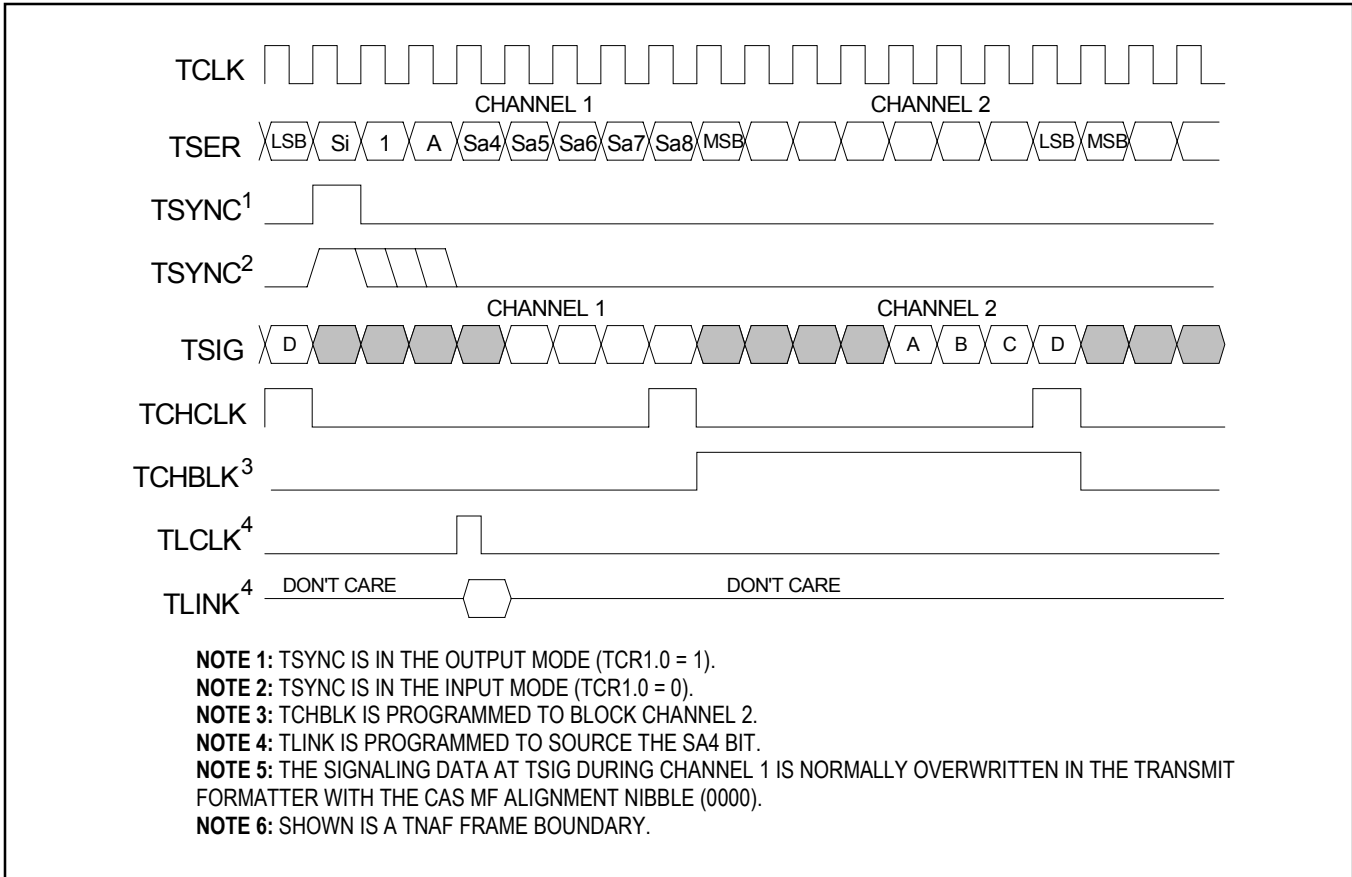 TCLK
CHANNEL 1 CHANNEL 2
TSER LSB Si 1 A Sa4 Sa5 Sa6 Sa7 Sa8 MSB LSB MSB
TSYNC1
TSYNC2
CHANNEL 1 CHANNEL 2
TSIG D A B C D
TCHCLK
TCHBLK3
TLCLK4
TLINK4 DON'T CARE DON'T CARE
NOTE 1: TSYNC IS IN THE OUTPUT MODE (TCR1.0 = 1).
NOTE 2: TSYNC IS IN THE INPUT MODE (TCR1.0 = 0).
NOTE 3: TCHBLK IS PROGRAMMED TO BLOCK CHANNEL 2.
NOTE 4: TLINK IS PROGRAMMED TO SOURCE THE SA4 BIT.
NOTE 5: THE SIGNALING DATA AT TSIG DURING CHANNEL 1 IS NORMALLY OVERWRITTEN IN THE TRANSMIT
FORMATTER WITH THE CAS MF ALIGNMENT NIBBLE (0000).
NOTE 6: SHOWN IS A TNAF FRAME BOUNDARY.